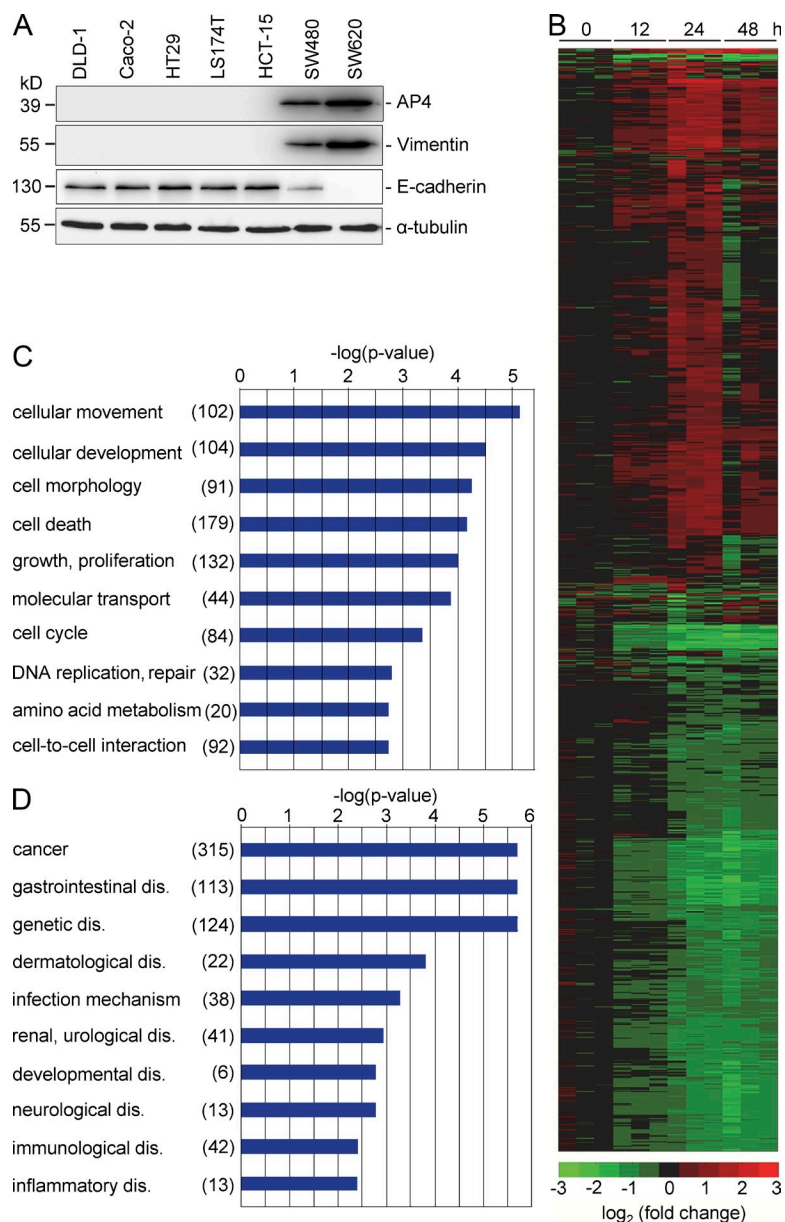 A
DLD-1 Caco-2 HT29 LS174T HCT-15 SW480 SW620
kD
39 - AP4
55 - Vimentin
130 - E-cadherin
55 - α-tubulin
B
0 12 24 48 h
-3 -2 -1 0 1 2 3
log2 (fold change)
C
-log(p-value)
0 1 2 3 4 5
cellular movement (102)
cellular development (104)
cell morphology (91)
cell death (179)
growth, proliferation (132)
molecular transport (44)
cell cycle (84)
DNA replication, repair (32)
amino acid metabolism (20)
cell-to-cell interaction (92)
D
-log(p-value)
0 1 2 3 4 5 6
cancer (315)
gastrointestinal dis. (113)
genetic dis. (124)
dermatological dis. (22)
infection mechanism (38)
renal, urological dis. (41)
developmental dis. (6)
neurological dis. (13)
immunological dis. (42)
inflammatory dis. (13)